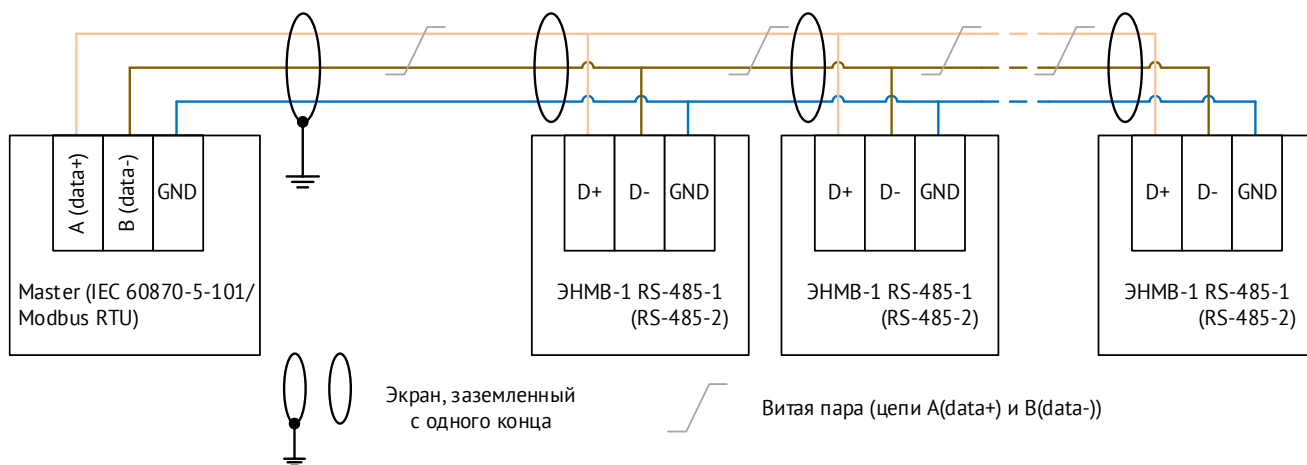 A (data+)
B (data-)
GND
Master (IEC 60870-5-101/
Modbus RTU)
D+
D-
GND
ЭНМВ-1 RS-485-1
(RS-485-2)
D+
D-
GND
ЭНМВ-1 RS-485-1
(RS-485-2)
D+
D-
GND
ЭНМВ-1 RS-485-1
(RS-485-2)
Экран, заземленный
с одного конца
Витая пара (цепи A(data+) и B(data-))